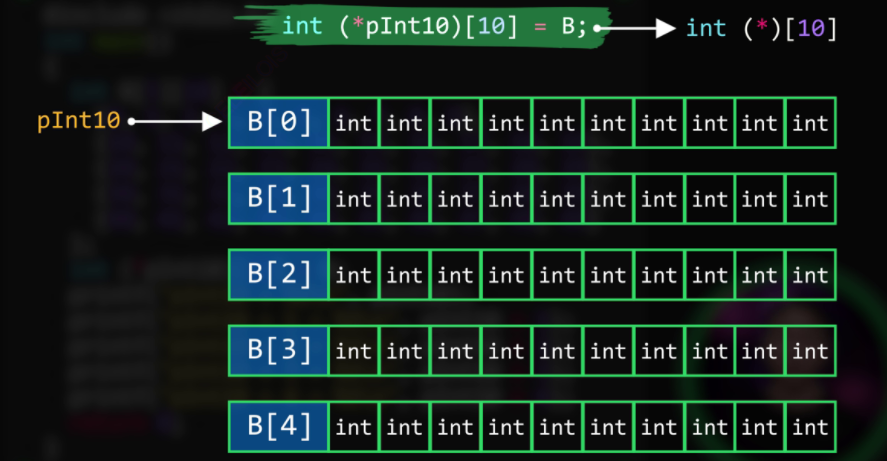 int (*pInt10)[10] = B; int (*)[10]
pInt10 B[0] int int int int int int int int int int
B[1] int int int int int int int int int int
B[2] int int int int int int int int int int
B[3] int int int int int int int int int int
B[4] int int int int int int int int int int